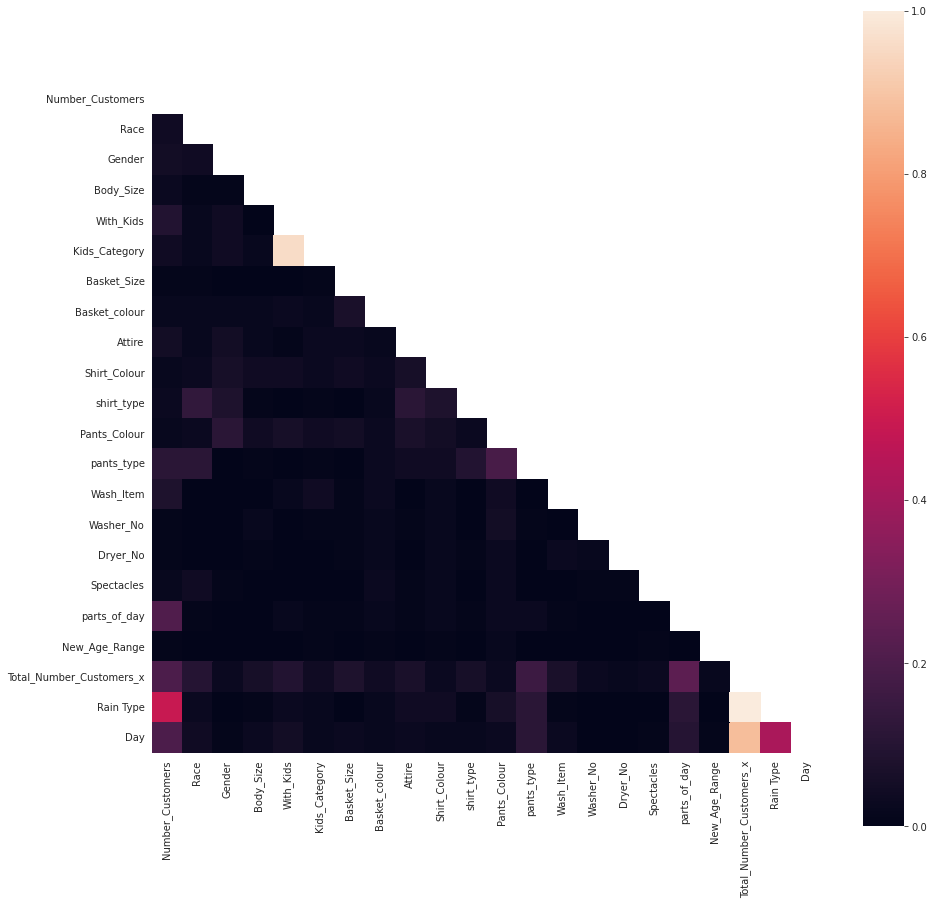 1.0
0.8
0.6
0.4
0.2
0.0
Number_Customers
Race
Gender
Body_Size
With_Kids
Kids_Category
Basket_Size
Basket_colour
Attire
Shirt_Colour
shirt_type
Pants_Colour
pants_type
Wash_Item
Washer_No
Dryer_No
Spectacles
parts_of_day
New_Age_Range
Total_Number_Customers_x
Rain Type
Day
Number_Customers
Race
Gender
Body_Size
With_Kids
Kids_Category
Basket_Size
Basket_colour
Attire
Shirt_Colour
shirt_type
Pants_Colour
pants_type
Wash_Item
Washer_No
Dryer_No
Spectacles
parts_of_day
New_Age_Range
Total_Number_Customers_x
Rain Type
Day